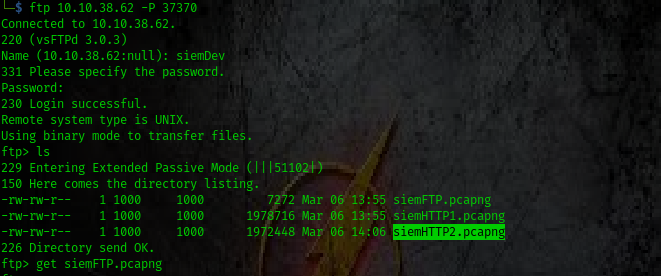 └─$ ftp 10.10.38.62 -P 37370
Connected to 10.10.38.62.
220 (vsFTPd 3.0.3)
Name (10.10.38.62:null): siemDev
331 Please specify the password.
Password:
230 Login successful.
Remote system type is UNIX.
Using binary mode to transfer files.
ftp> ls
229 Entering Extended Passive Mode (|||51102|)
150 Here comes the directory listing.
-rw-rw-r--    1 1000     1000         7272 Mar 06 13:55 siemFTP.pcapng
-rw-rw-r--    1 1000     1000      1978716 Mar 06 13:55 siemHTTP1.pcapng
-rw-rw-r--    1 1000     1000      1972448 Mar 06 14:06 siemHTTP2.pcapng
226 Directory send OK.
ftp> get siemFTP.pcapng